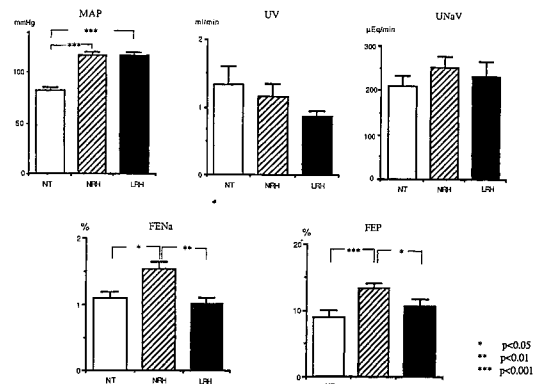 MAP
mmHg
***
***
100
50
0
NT NRH LRH
UV
ml/min
2
1
0
NT NRH LRH
UNaV
μEq/min
300
200
100
0
NT NRH LRH
FENa
%
* **
2
1
0
NT NRH LRH
FEP
%
*** *
20
10
0
NT
* p<0.05
** p<0.01
*** p<0.001